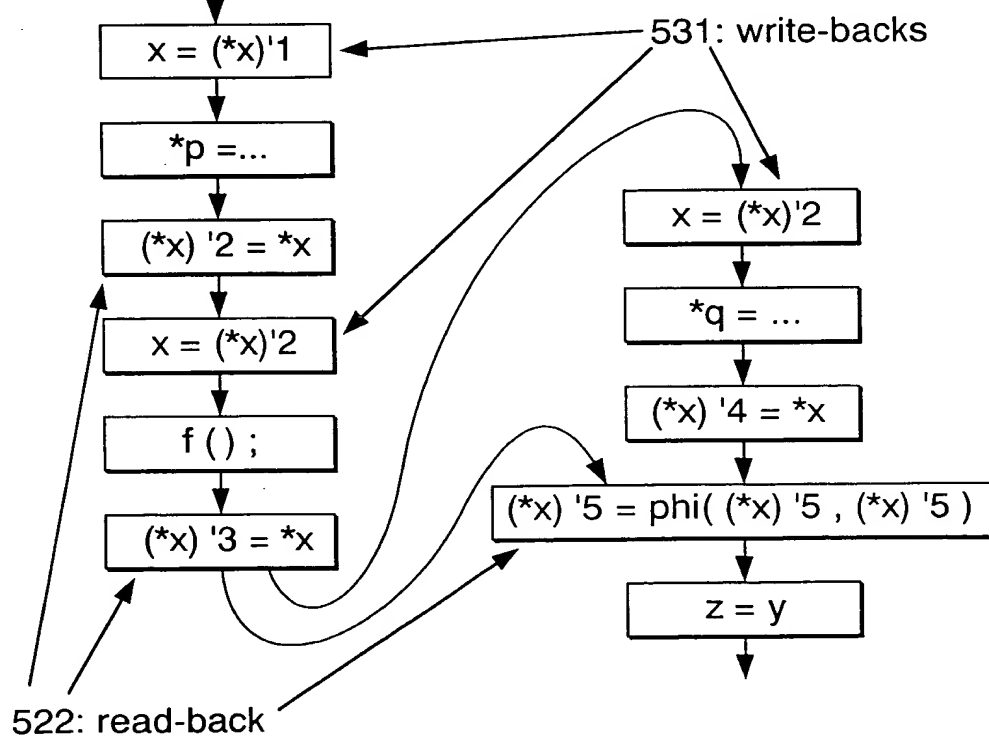 x = (*x)'1
*p =...
(*x) '2 = *x
x = (*x)'2
f ( ) ;
(*x) '3 = *x
522: read-back
531: write-backs
x = (*x)'2
*q = ...
(*x) '4 = *x
(*x) '5 = phi( (*x) '5 , (*x) '5 )
z = y